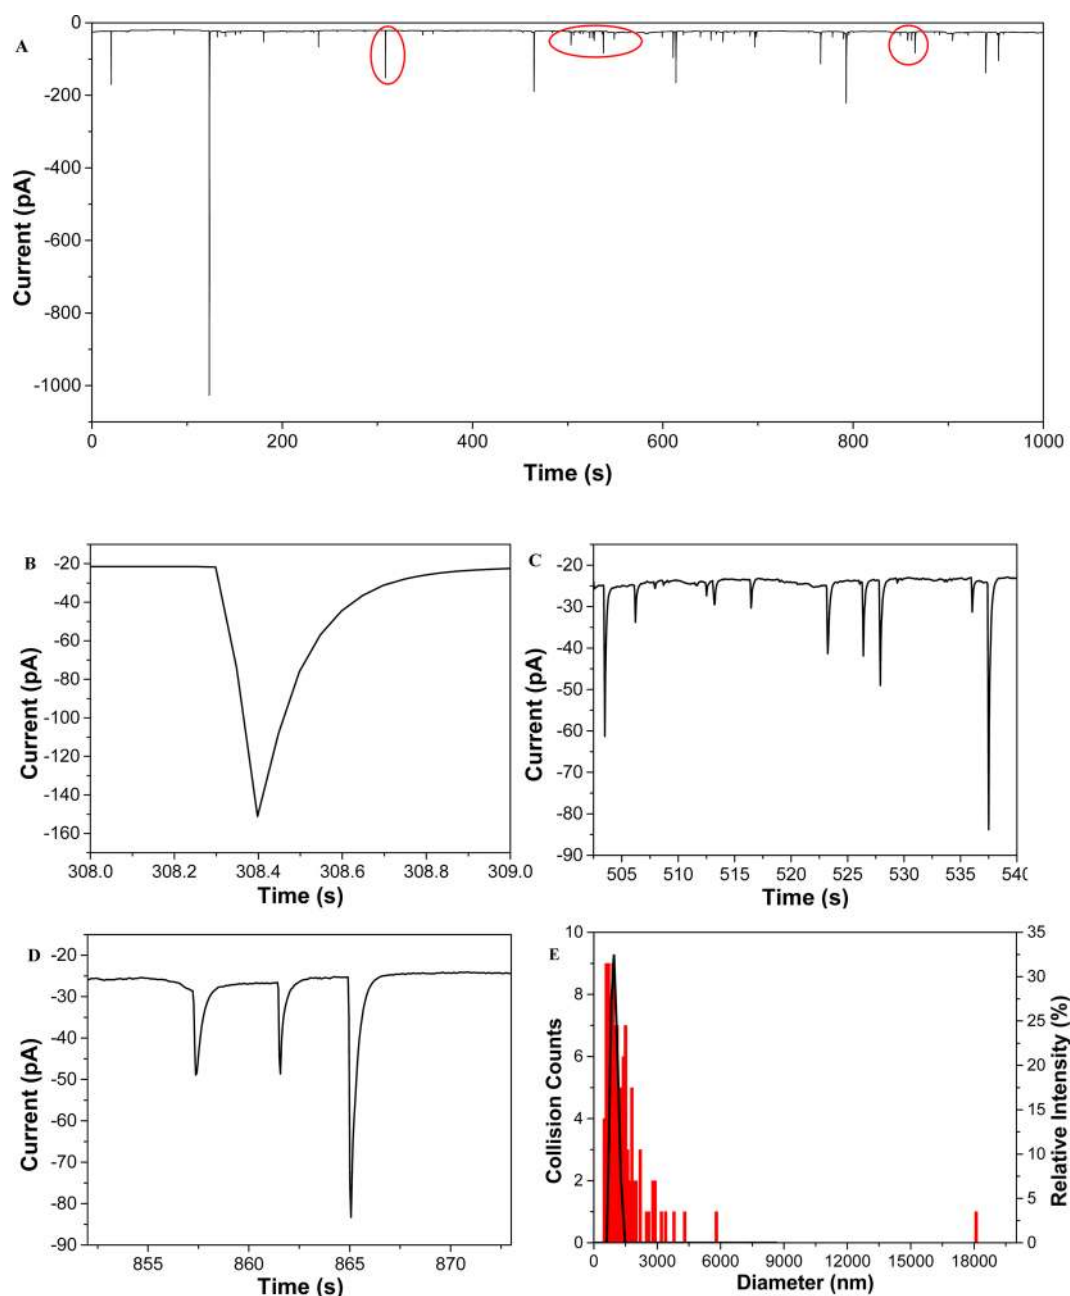 A
0
-200
-400
-600
-800
-1000
Current (pA)
0 200 400 600 800 1000
Time (s)
B
-20
-40
-60
-80
-100
-120
-140
-160
Current (pA)
308.0 308.2 308.4 308.6 308.8 309.0
Time (s)
C
-15
-20
-30
-40
-50
-60
-70
-80
-90
Current (pA)
505 510 515 520 525 530 535 540
Time (s)
D
-20
-30
-40
-50
-60
-70
-80
-90
Current (pA)
855 860 865 870
Time (s)
E
10
8
6
4
2
0
Collision Counts
35
30
25
20
15
10
5
0
Relative Intensity (%)
0 3000 6000 9000 12000 15000 18000
Diameter (nm)